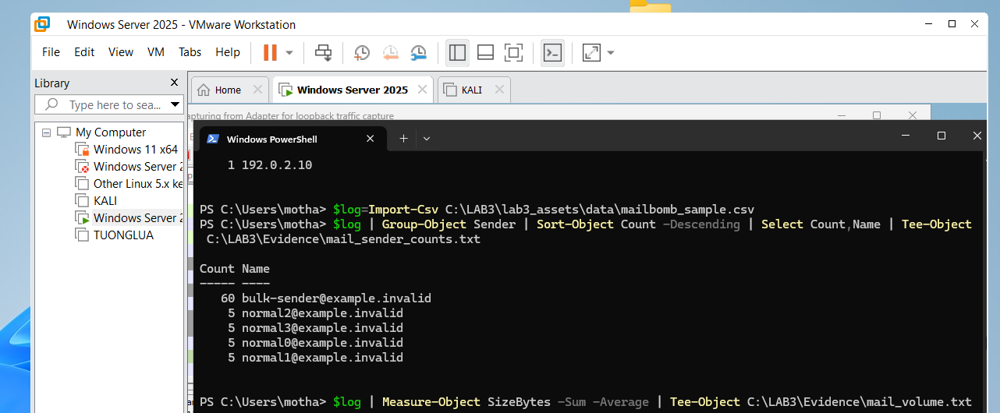 Windows Server 2025 - VMware Workstation
File Edit View VM Tabs Help
Library
Type here to sea...
Home
Windows Server 2025
KALI
apturing from Adapter for loopback traffic capture
My Computer
Windows 11 x64
Windows Server 2
Other Linux 5.x ke
KALI
Windows Server 2
TUONGLUA
Windows PowerShell
1 192.0.2.10
PS C:\Users\motha> $log=Import-Csv C:\LAB3\lab3_assets\data\mailbomb_sample.csv
PS C:\Users\motha> $log | Group-Object Sender | Sort-Object Count -Descending | Select Count,Name | Tee-Object
C:\LAB3\Evidence\mail_sender_counts.txt
Count Name
----- ----
60 bulk-sender@example.invalid
5 normal2@example.invalid
5 normal3@example.invalid
5 normal0@example.invalid
5 normal1@example.invalid
PS C:\Users\motha> $log | Measure-Object SizeBytes -Sum -Average | Tee-Object C:\LAB3\Evidence\mail_volume.txt